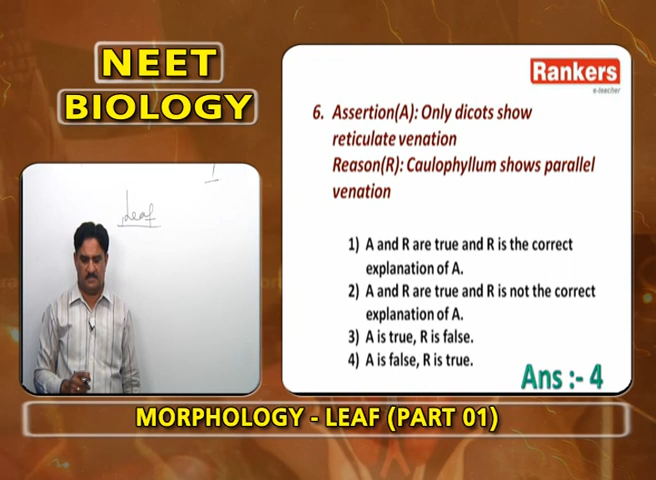 NEET
BIOLOGY
Rankers
e-teacher
6. Assertion(A): Only dicots show
reticulate venation
Reason(R): Caulophyllum shows parallel
venation
Leaf
1) A and R are true and R is the correct
explanation of A.
2) A and R are true and R is not the correct
explanation of A.
3) A is true, R is false.
4) A is false, R is true.
Ans :- 4
MORPHOLOGY - LEAF (PART 01)